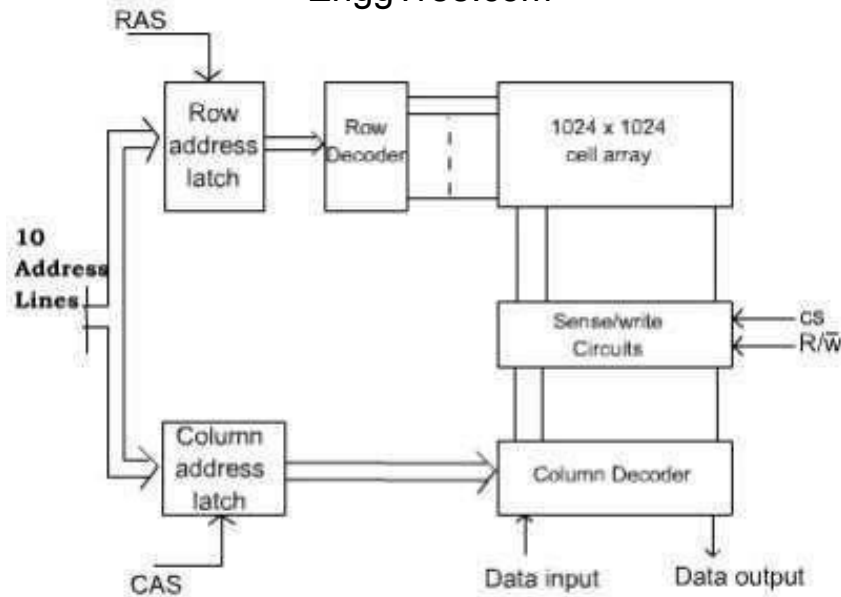 RAS
Row
address
latch
Row
Decoder
1024 x 1024
cell array
10
Address
Lines
Sense/write
Circuits
cs
R/w̅
Column
address
latch
Column Decoder
CAS
Data input
Data output